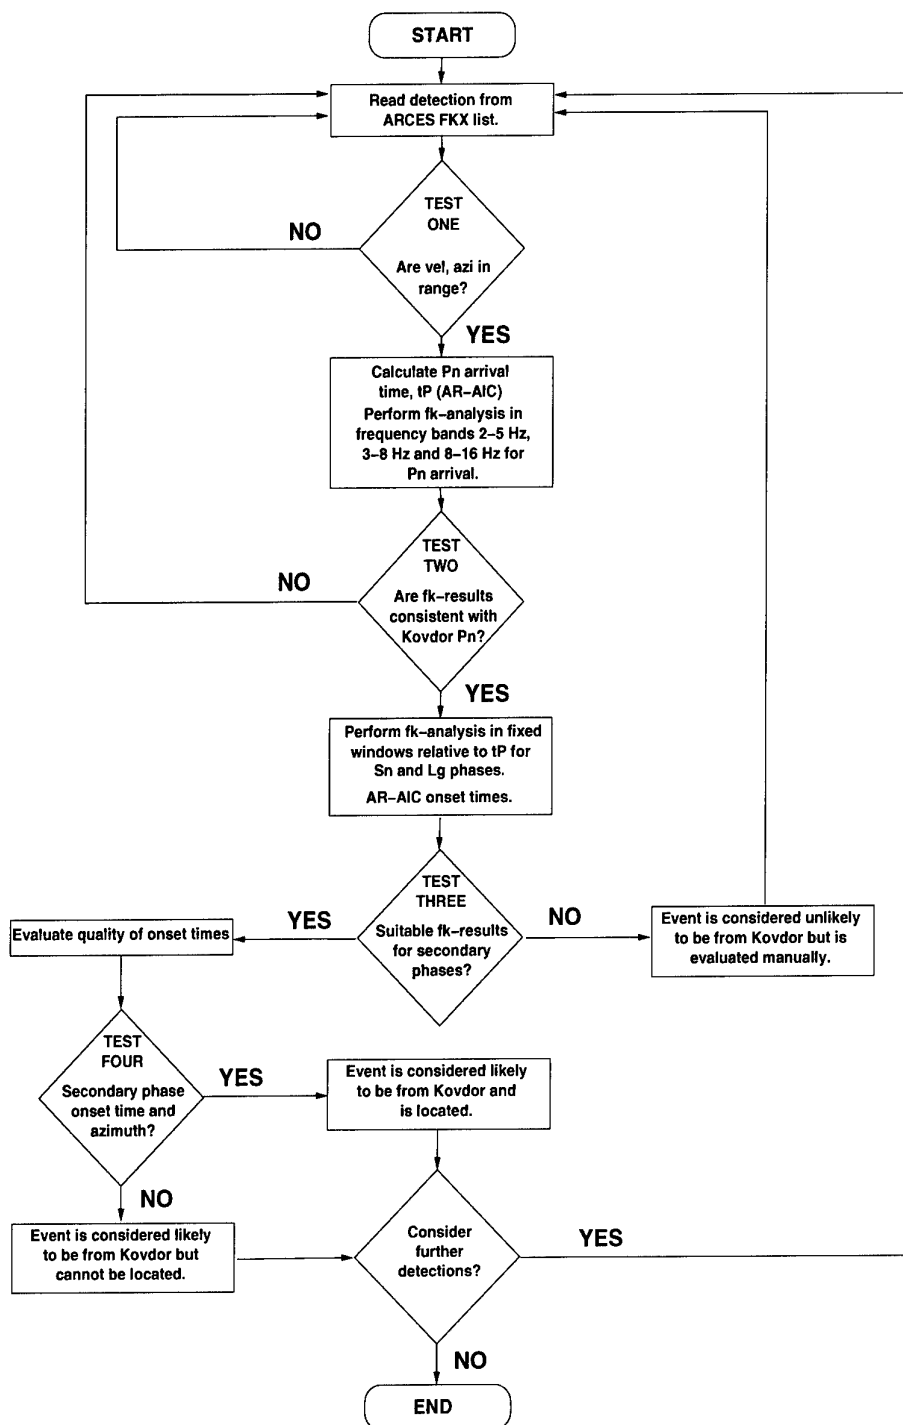 START
Read detection from
ARCES FKX list.
TEST
ONE
Are vel, azi in
range?
NO
YES
Calculate Pn arrival
time, tP (AR–AIC)
Perform fk–analysis in
frequency bands 2–5 Hz,
3–8 Hz and 8–16 Hz for
Pn arrival.
TEST
TWO
Are fk–results
consistent with
Kovdor Pn?
NO
YES
Perform fk–analysis in fixed
windows relative to tP for
Sn and Lg phases.
AR–AIC onset times.
TEST
THREE
Suitable fk–results
for secondary
phases?
YES
NO
Evaluate quality of onset times
Event is considered unlikely
to be from Kovdor but is
evaluated manually.
TEST
FOUR
Secondary phase
onset time and
azimuth?
YES
Event is considered likely
to be from Kovdor and
is located.
NO
Event is considered likely
to be from Kovdor but
cannot be located.
Consider
further
detections?
YES
NO
END